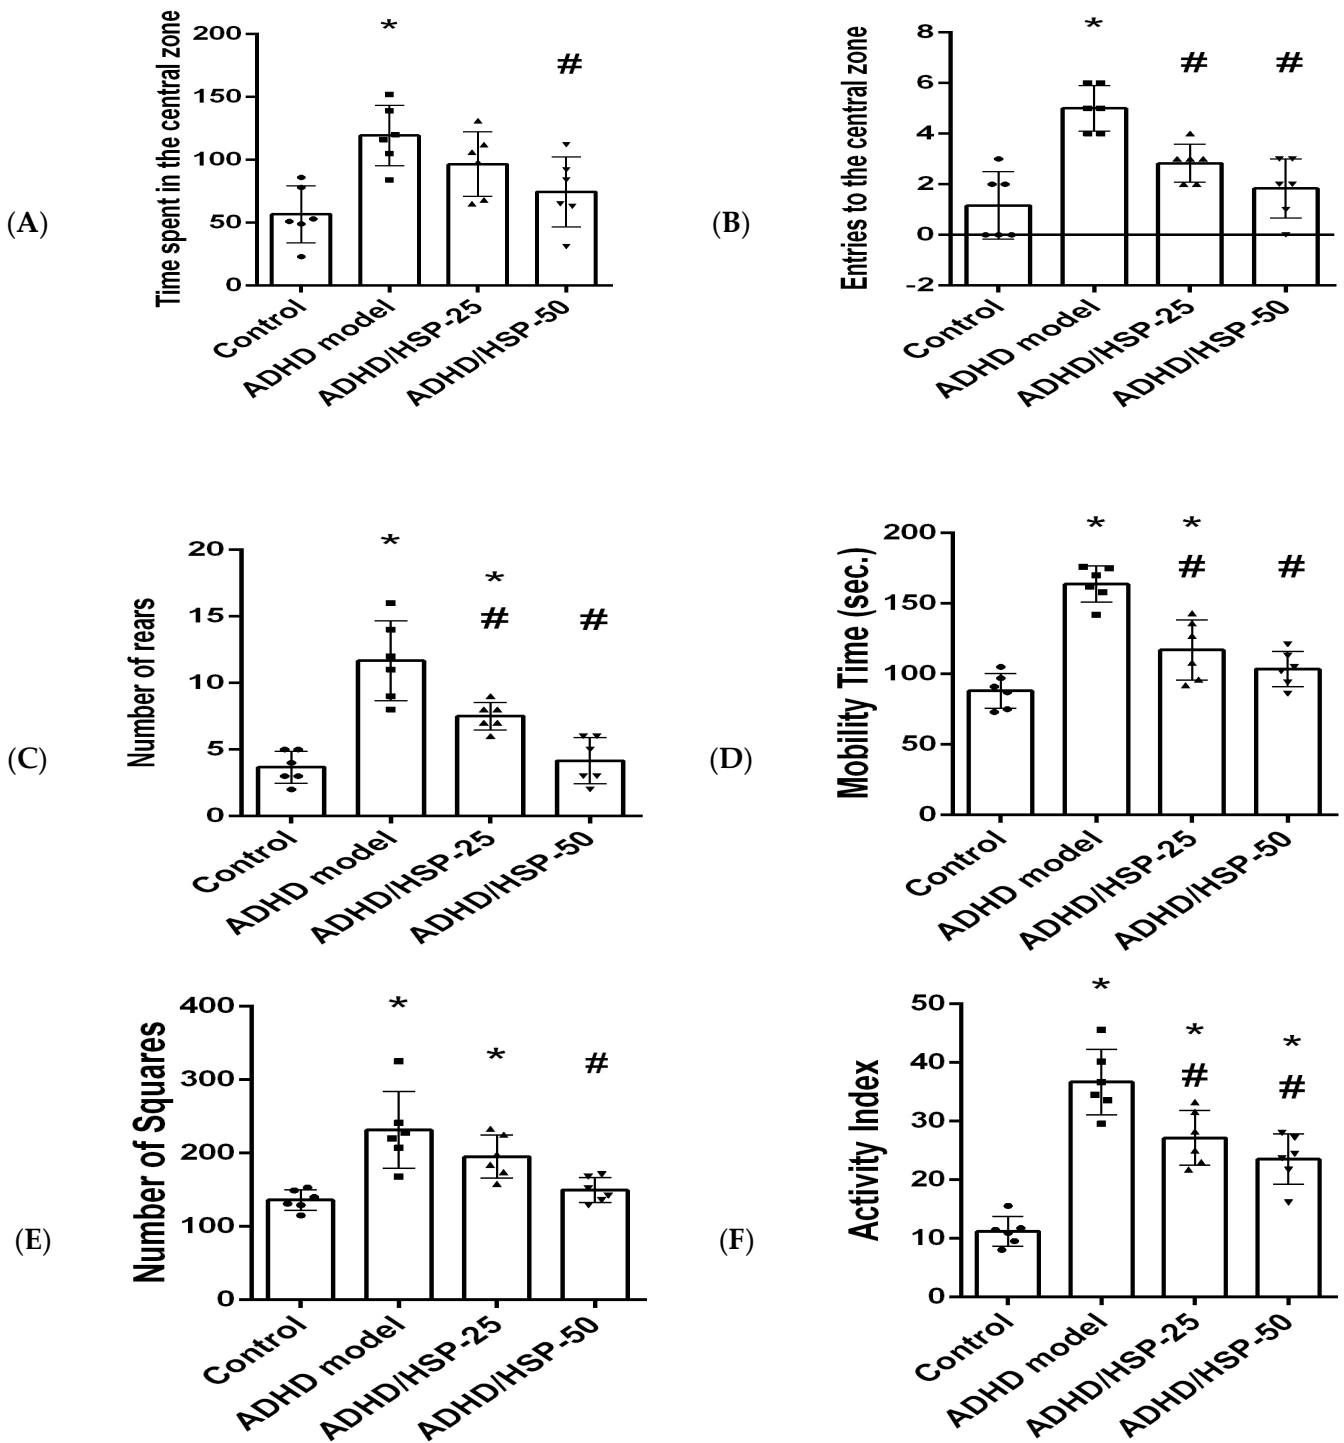 (A)
Time spent in the central zone
200
150
100
50
0
*
#
Control
ADHD model
ADHD/HSP-25
ADHD/HSP-50
(B)
Entries to the central zone
8
6
4
2
0
-2
*
#
#
Control
ADHD model
ADHD/HSP-25
ADHD/HSP-50
(C)
Number of rears
20
15
10
5
0
*
*
#
#
Control
ADHD model
ADHD/HSP-25
ADHD/HSP-50
(D)
Mobility Time (sec.)
200
150
100
50
0
*
*
#
#
Control
ADHD model
ADHD/HSP-25
ADHD/HSP-50
(E)
Number of Squares
400
300
200
100
0
*
*
#
Control
ADHD model
ADHD/HSP-25
ADHD/HSP-50
(F)
Activity Index
50
40
30
20
10
0
*
*
#
*
#
Control
ADHD model
ADHD/HSP-25
ADHD/HSP-50